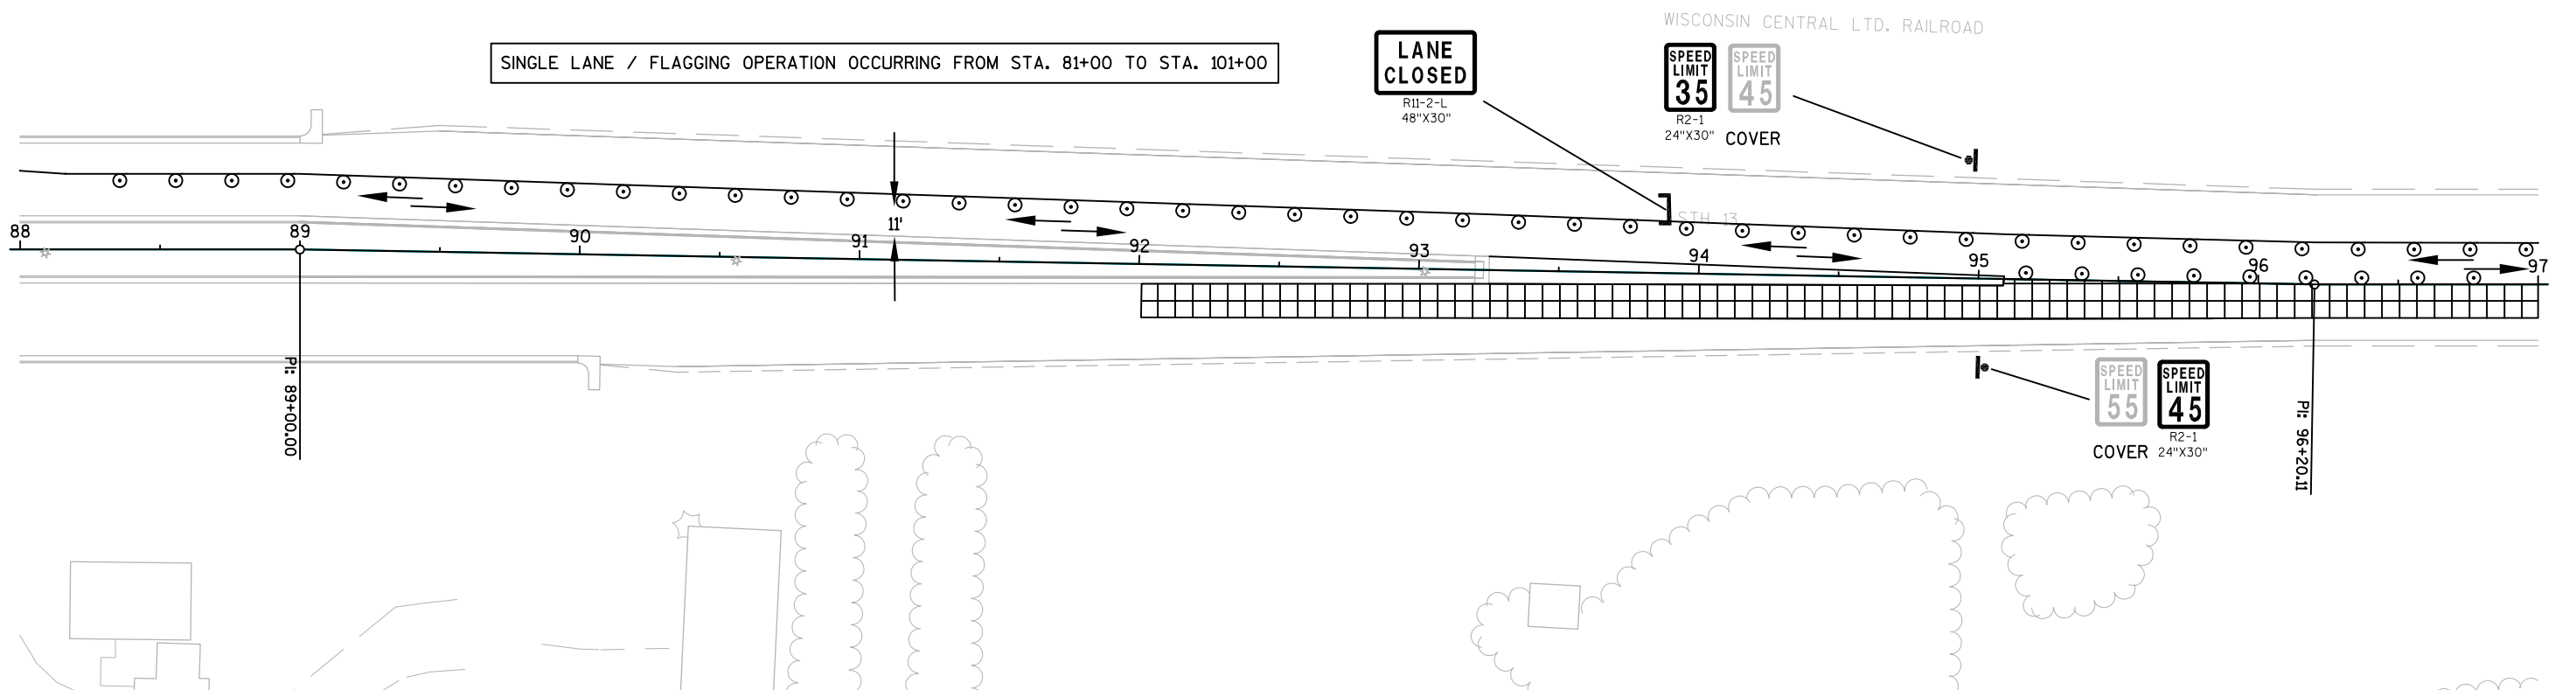 WISCONSIN CENTRAL LTD. RAILROAD
SINGLE LANE / FLAGGING OPERATION OCCURRING FROM STA. 81+00 TO STA. 101+00
LANE
CLOSED
R11-2-L
48"X30"
SPEED
LIMIT
35
R2-1
24"X30"
SPEED
LIMIT
45
COVER
11'
STH 13
88
89
90
91
92
93
94
95
96
97
PI: 89+00.00
PI: 96+20.11
SPEED
LIMIT
55
COVER
SPEED
LIMIT
45
R2-1
24"X30"